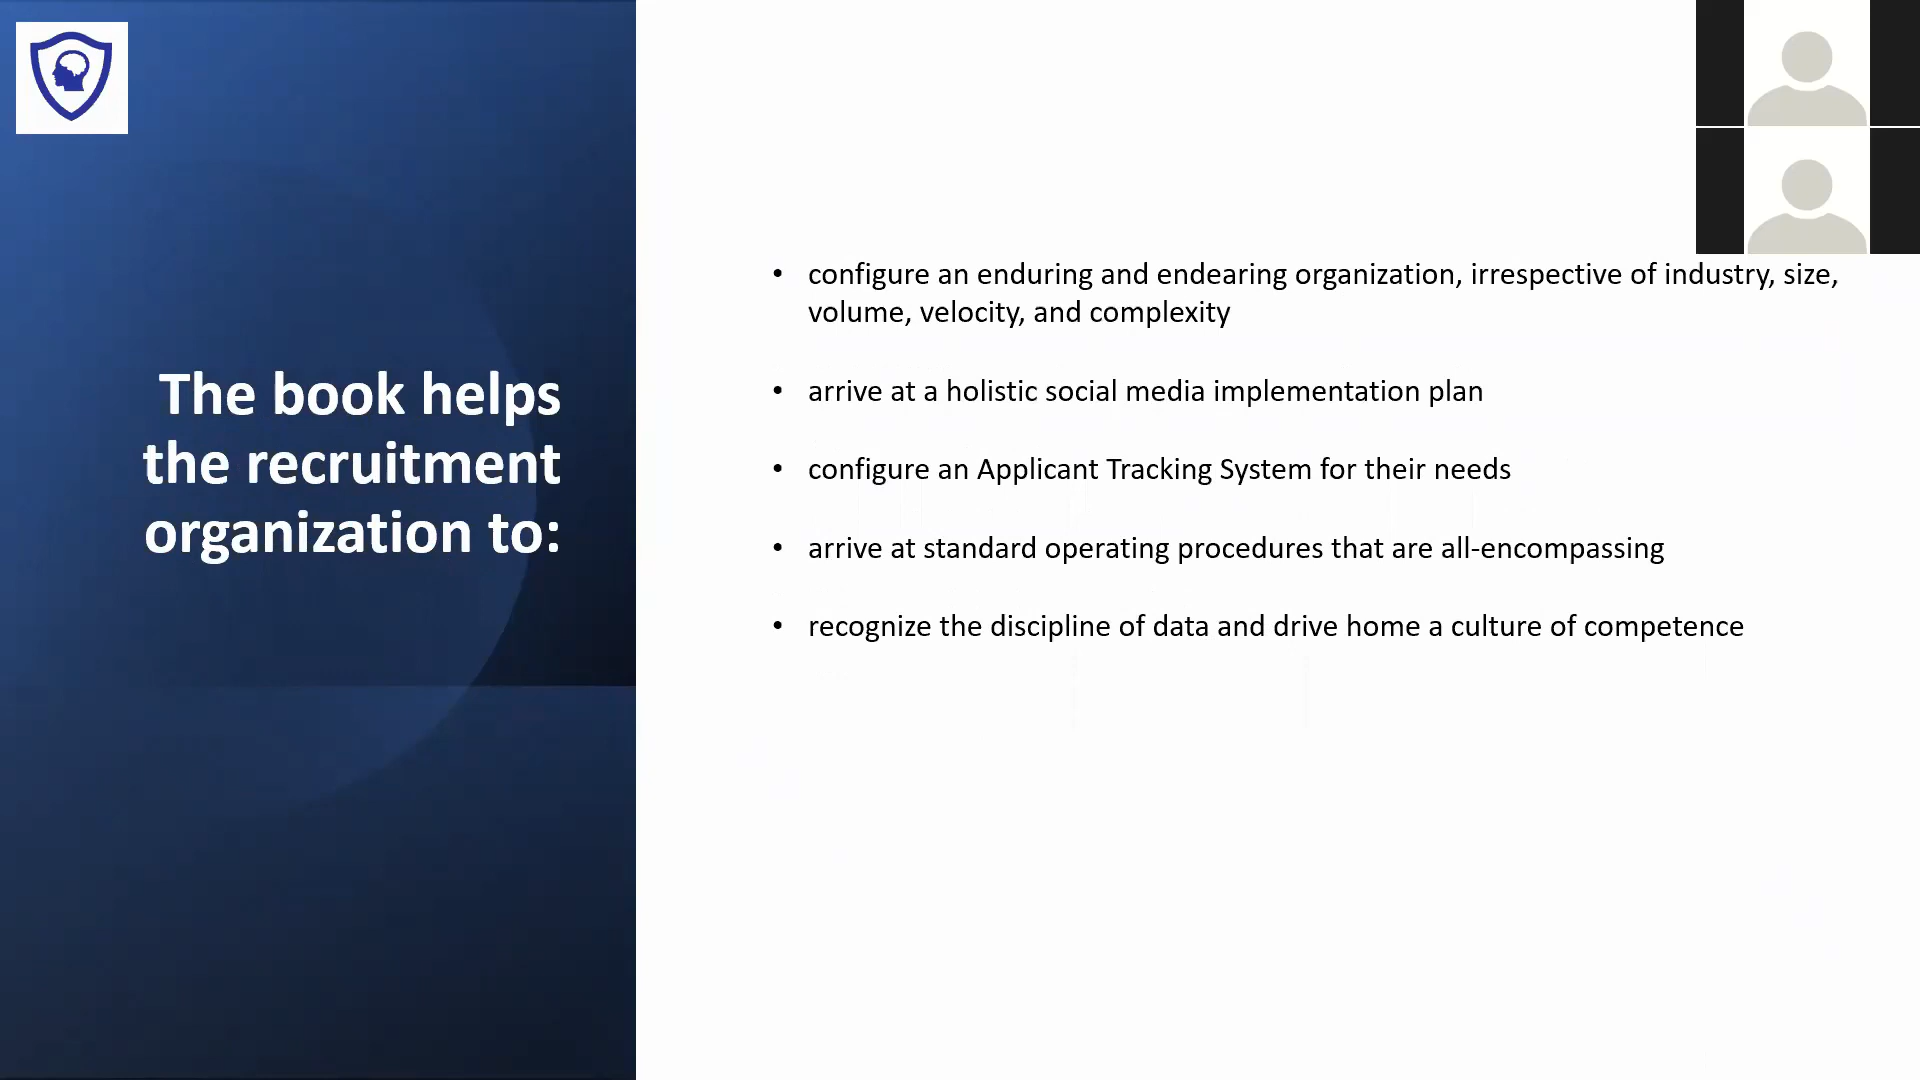 The book helps
the recruitment
organization to:
• configure an enduring and endearing organization, irrespective of industry, size,
volume, velocity, and complexity
• arrive at a holistic social media implementation plan
• configure an Applicant Tracking System for their needs
• arrive at standard operating procedures that are all-encompassing
• recognize the discipline of data and drive home a culture of competence